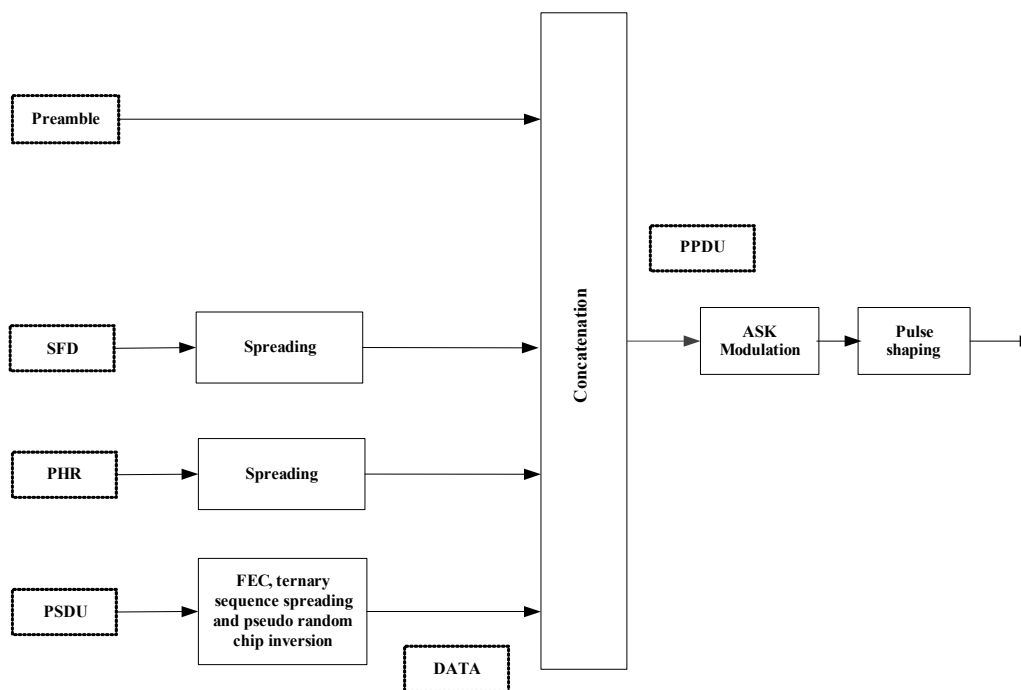 Preamble
PPDU
SFD
Spreading
Concatenation
ASK
Modulation
Pulse
shaping
PHR
Spreading
PSDU
FEC, ternary
sequence spreading
and pseudo random
chip inversion
DATA